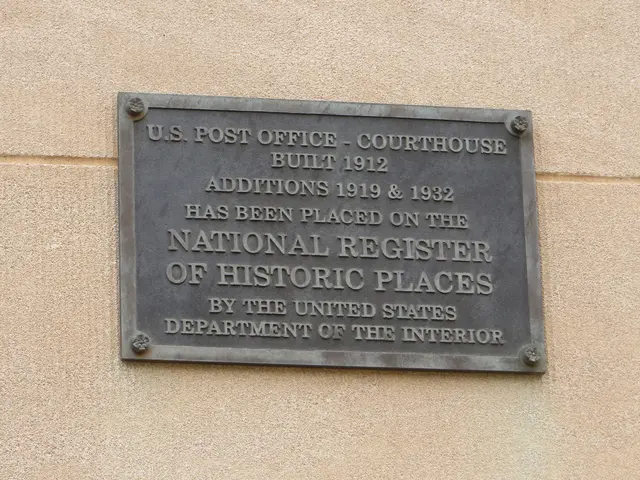 U.S. POST OFFICE - COURTHOUSE
BUILT 1912
ADDITIONS 1919 & 1932
HAS BEEN PLACED ON THE
NATIONAL REGISTER
OF HISTORIC PLACES
BY THE UNITED STATES
DEPARTMENT OF THE INTERIOR